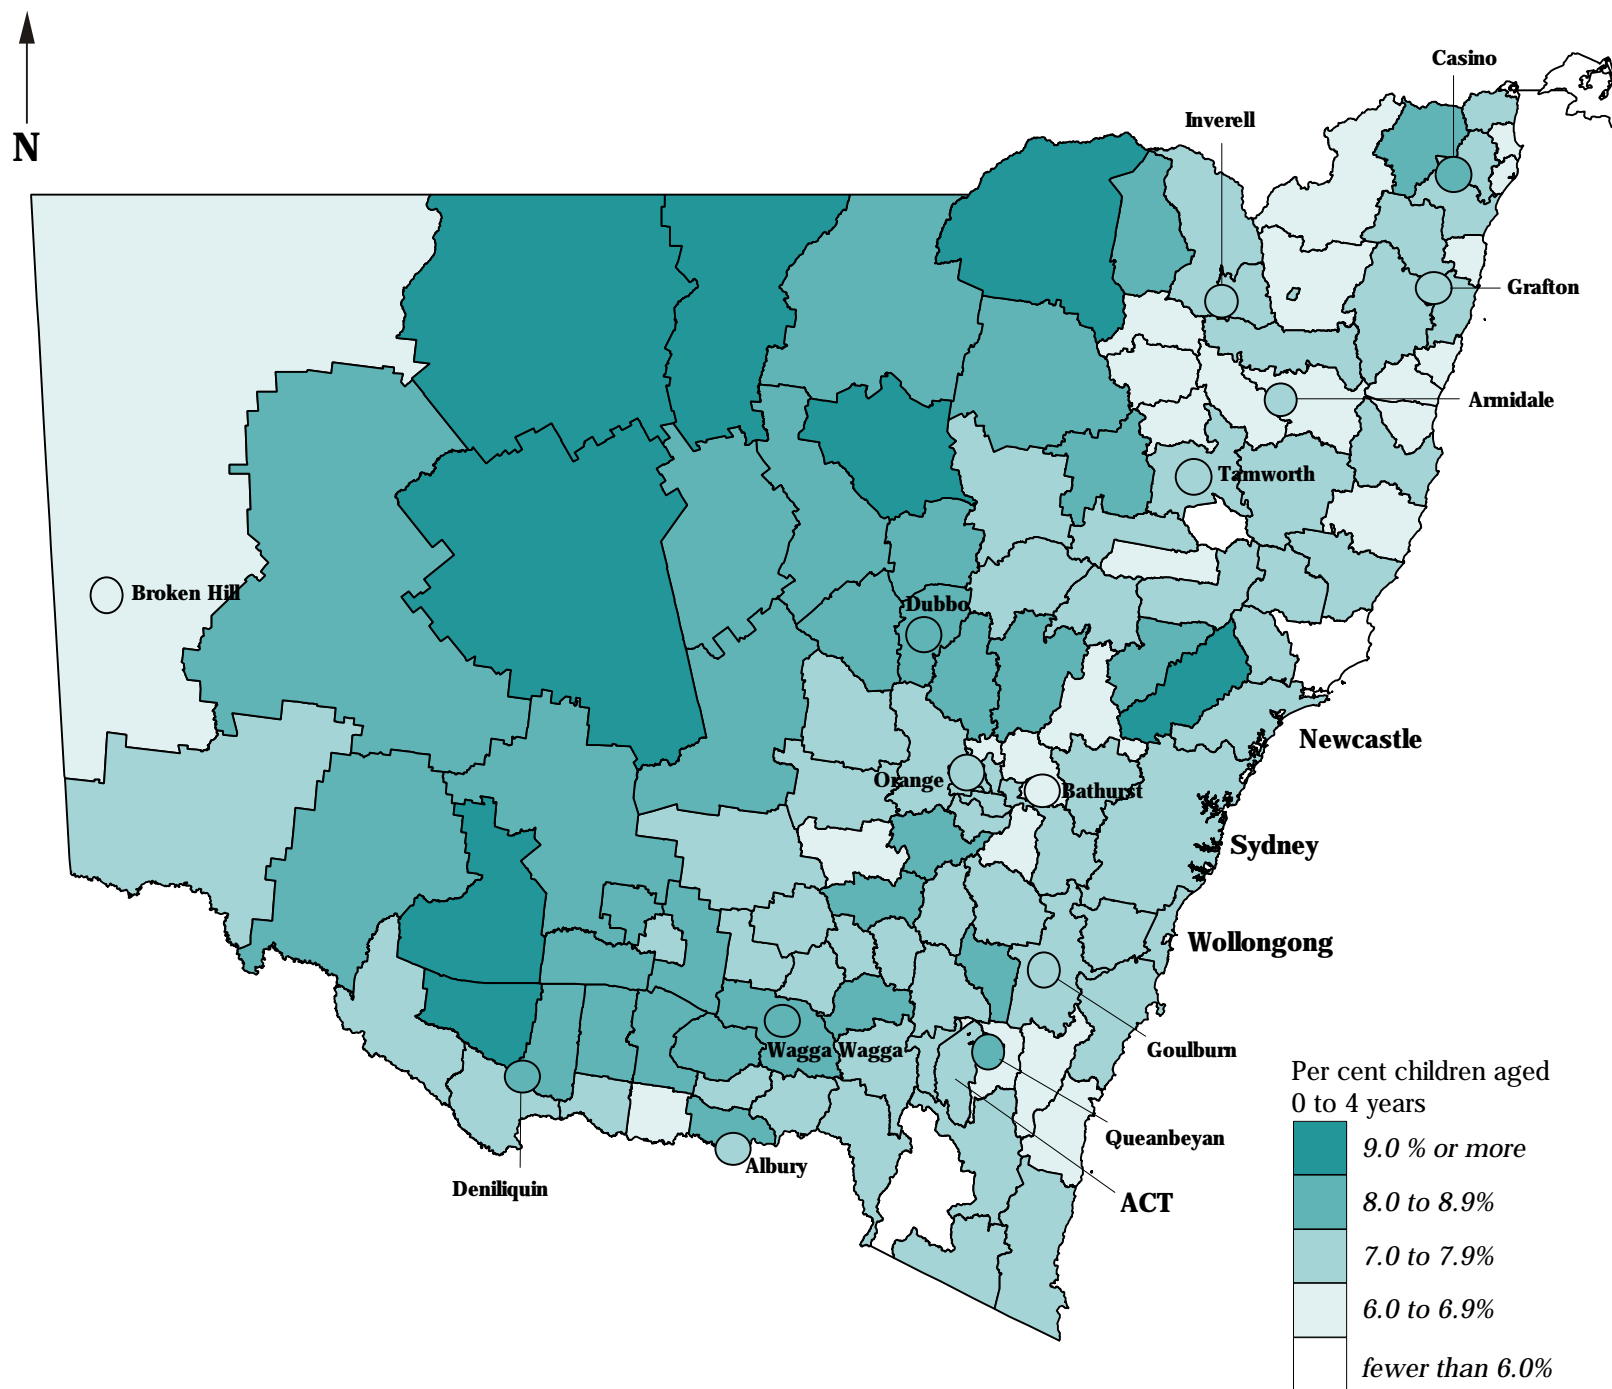 Casino
Inverell
N
Grafton
Armidale
Tamworth
Broken Hill
Dubbo
Newcastle
Orange
Bathurst
Sydney
Wollongong
Wagga Wagga
Goulburn
Queanbeyan
Albury
Deniliquin
ACT
Per cent children aged
0 to 4 years
9.0 % or more
8.0 to 8.9%
7.0 to 7.9%
6.0 to 6.9%
fewer than 6.0%